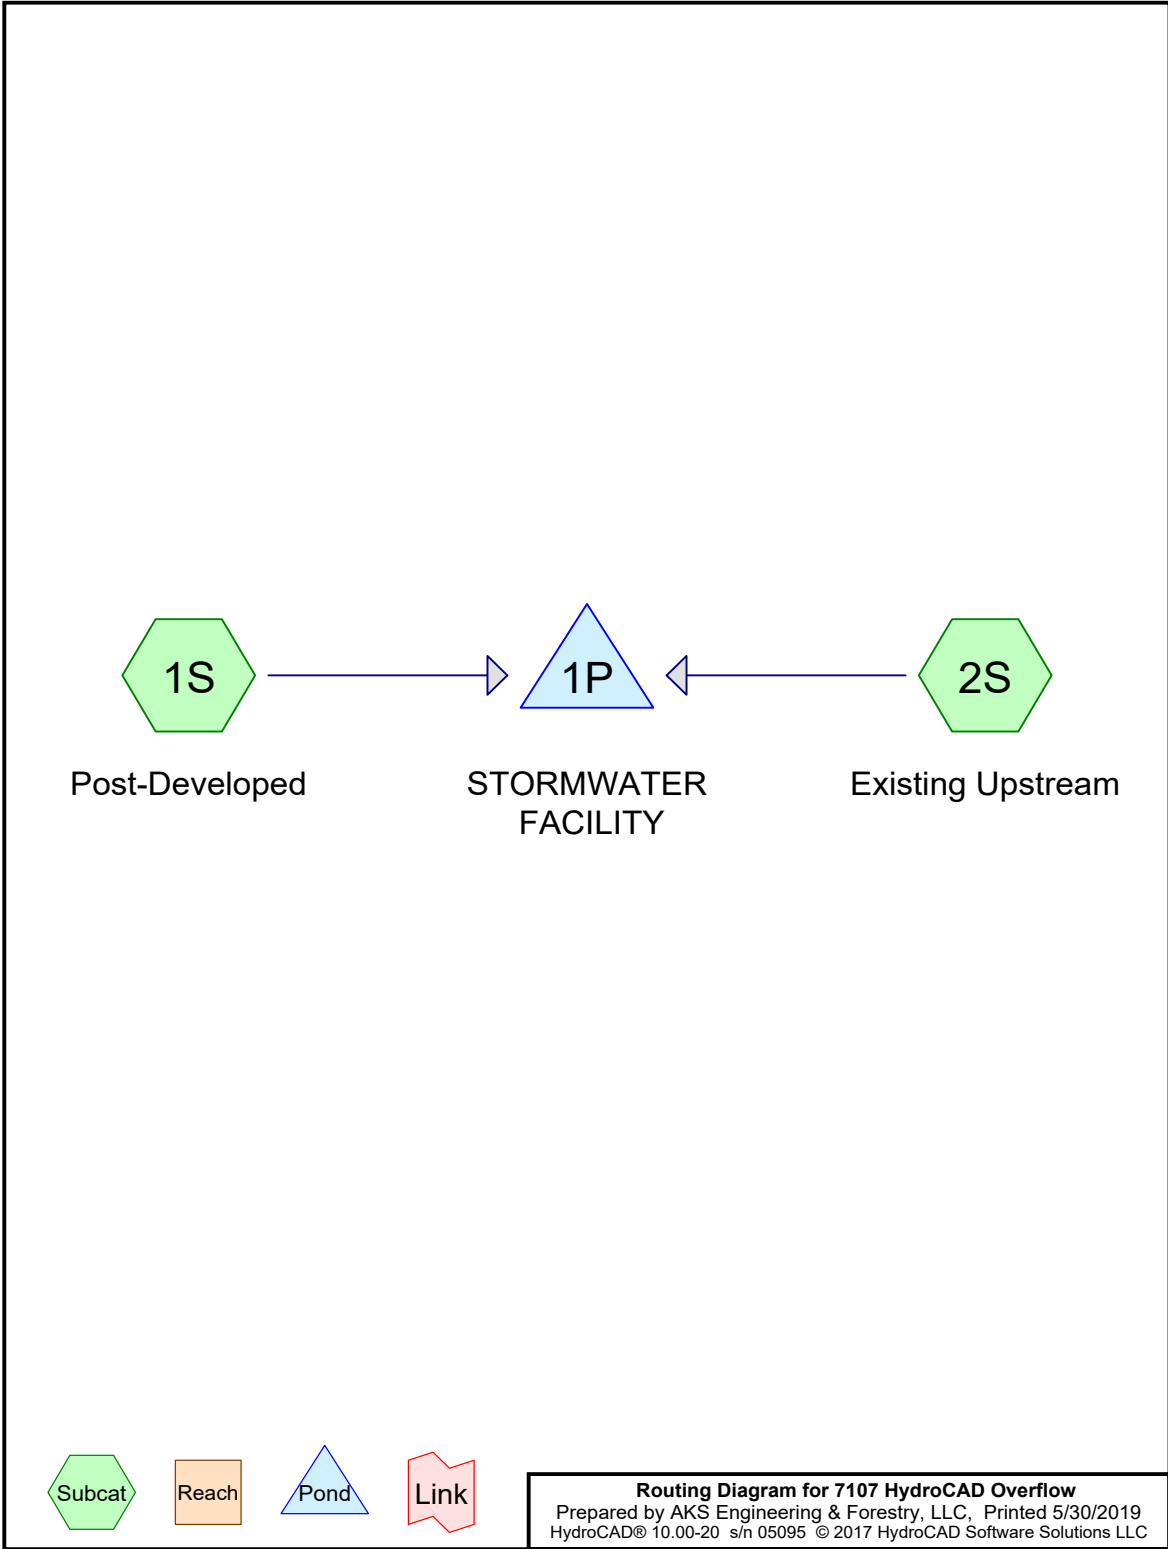 1S
1P
2S
Post-Developed
STORMWATER
FACILITY
Existing Upstream
Subcat
Reach
Pond
Link
Routing Diagram for 7107 HydroCAD Overflow
Prepared by AKS Engineering & Forestry, LLC, Printed 5/30/2019
HydroCAD® 10.00-20 s/n 05095 © 2017 HydroCAD Software Solutions LLC